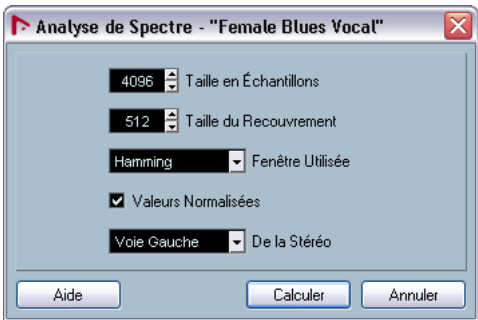 Analyse de Spectre - "Female Blues Vocal"
4096 Taille en Échantillons
512 Taille du Recouvrement
Hamming Fenêtre Utilisée
Valeurs Normalisées
Voie Gauche De la Stéréo
Aide Calculer Annuler